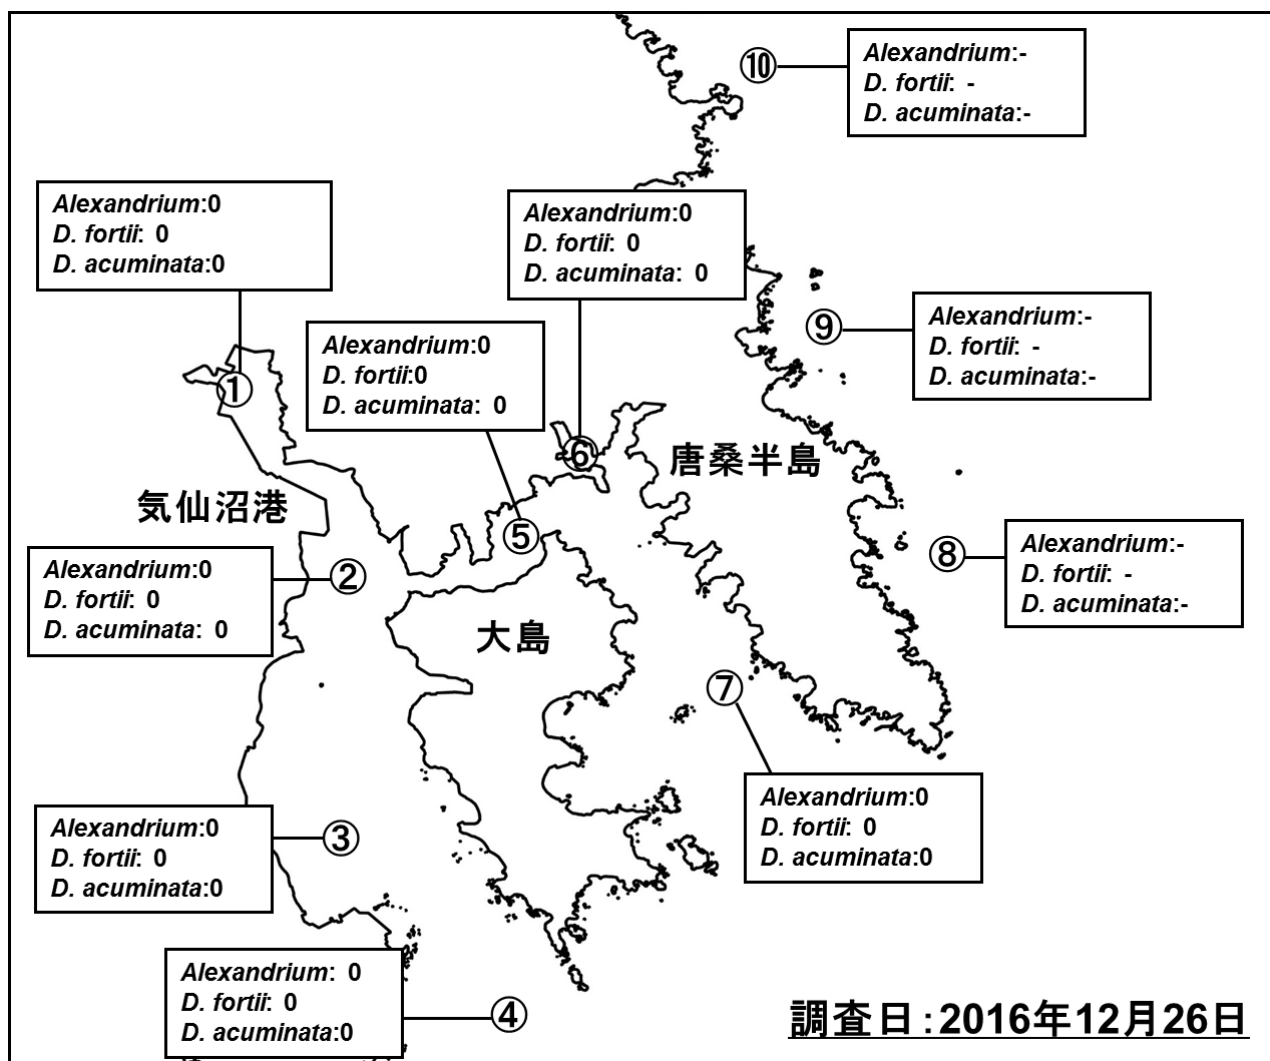 ⑩
Alexandrium:-
D. fortii: -
D. acuminata:-
Alexandrium:0
D. fortii: 0
D. acuminata:0
①
Alexandrium:0
D. fortii: 0
D. acuminata: 0
⑥
⑨
Alexandrium:-
D. fortii: -
D. acuminata:-
Alexandrium:0
D. fortii:0
D. acuminata: 0
⑤
唐桑半島
気仙沼港
⑧
Alexandrium:-
D. fortii: -
D. acuminata:-
Alexandrium:0
D. fortii: 0
D. acuminata: 0
②
大島
⑦
Alexandrium:0
D. fortii: 0
D. acuminata:0
Alexandrium:0
D. fortii: 0
D. acuminata:0
③
Alexandrium: 0
D. fortii: 0
D. acuminata:0
④
調査日:2016年12月26日